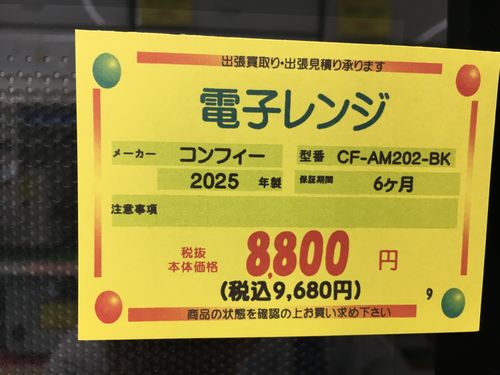 出張買取り・出張見積り承ります
電子レンジ
メーカー コンフィー 型番 CF-AM202-BK
2025 年製 保証期間 6ケ月
注意事項
税抜
本体価格 8,800 円
(税込9,680円)
9
商品の状態を確認の上お買い求め下さい